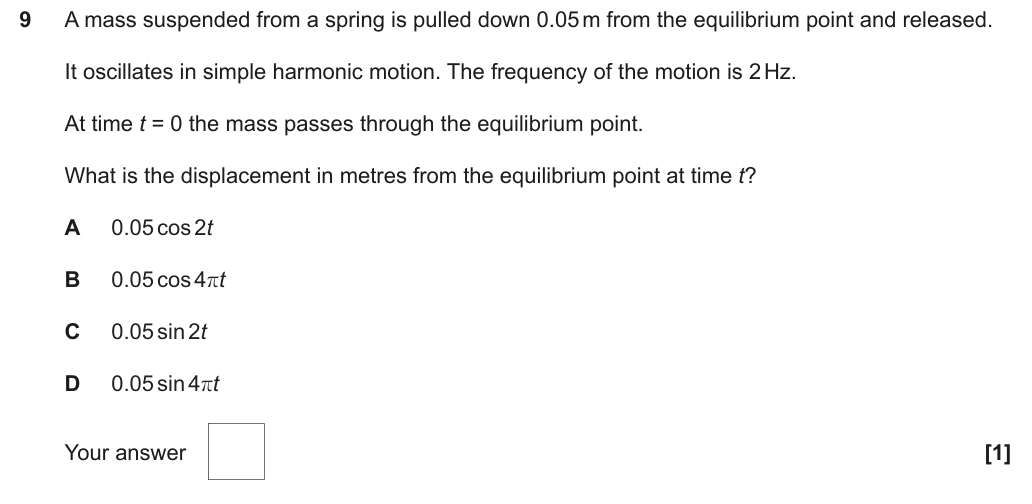 9 A mass suspended from a spring is pulled down 0.05 m from the equilibrium point and released.
It oscillates in simple harmonic motion. The frequency of the motion is 2 Hz.
At time t = 0 the mass passes through the equilibrium point.
What is the displacement in metres from the equilibrium point at time t?
A 0.05 cos 2t
B 0.05 cos 4πt
C 0.05 sin 2t
D 0.05 sin 4πt
Your answer [1]